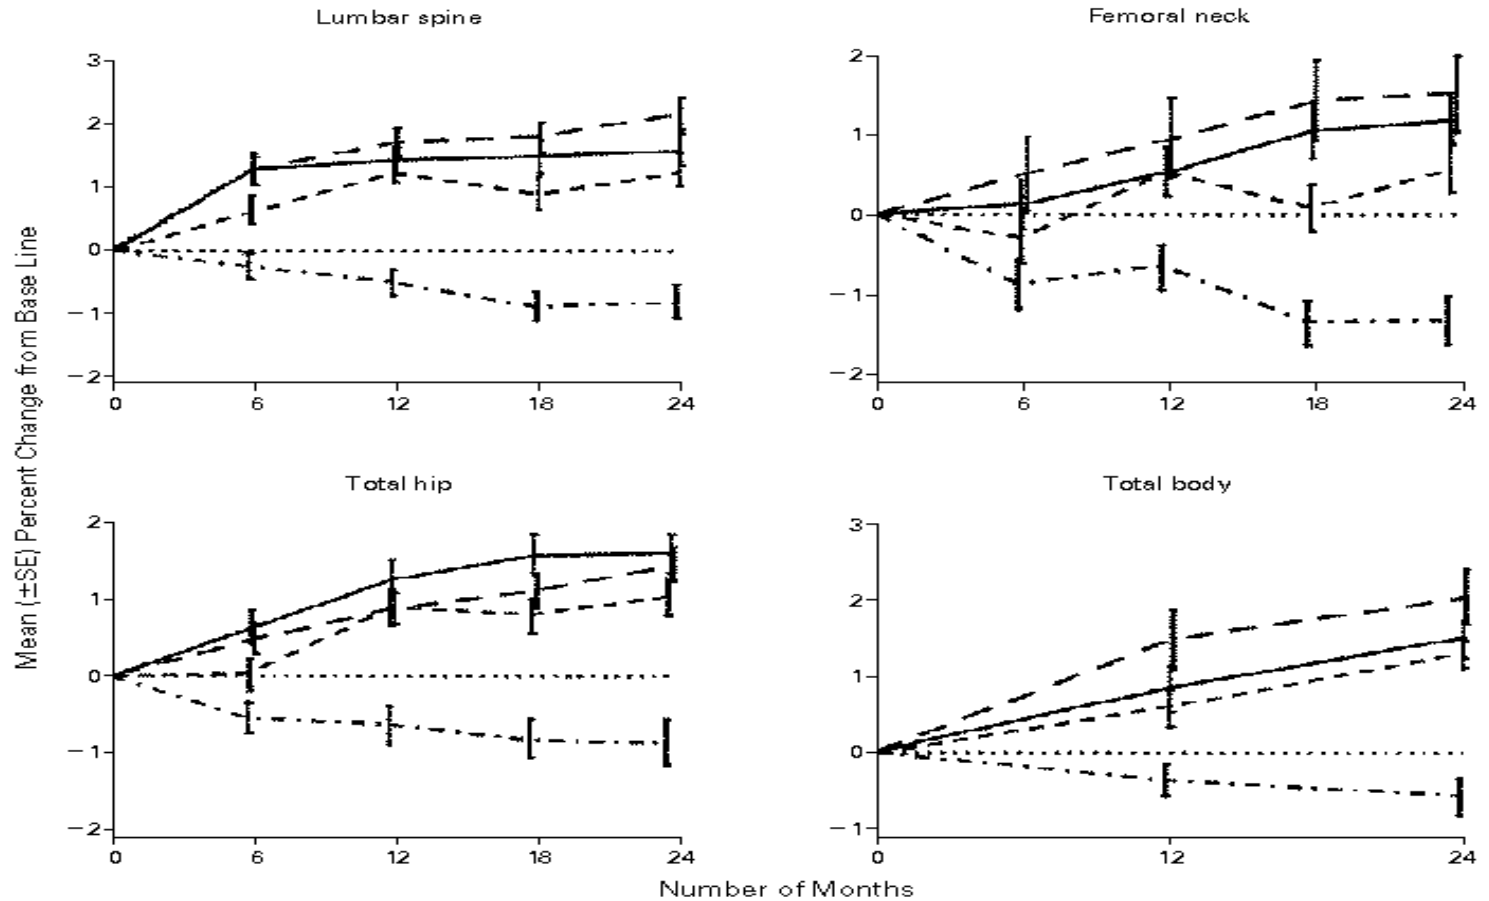 Lumbar spine
3
2
1
0
−1
−2
0 6 12 18 24
Femoral neck
2
1
0
−1
−2
0 6 12 18 24
Mean (±SE) Percent Change from Base Line
Total hip
2
1
0
−1
−2
0 6 12 18 24
Total body
3
2
1
0
−1
0 12 24
Number of Months